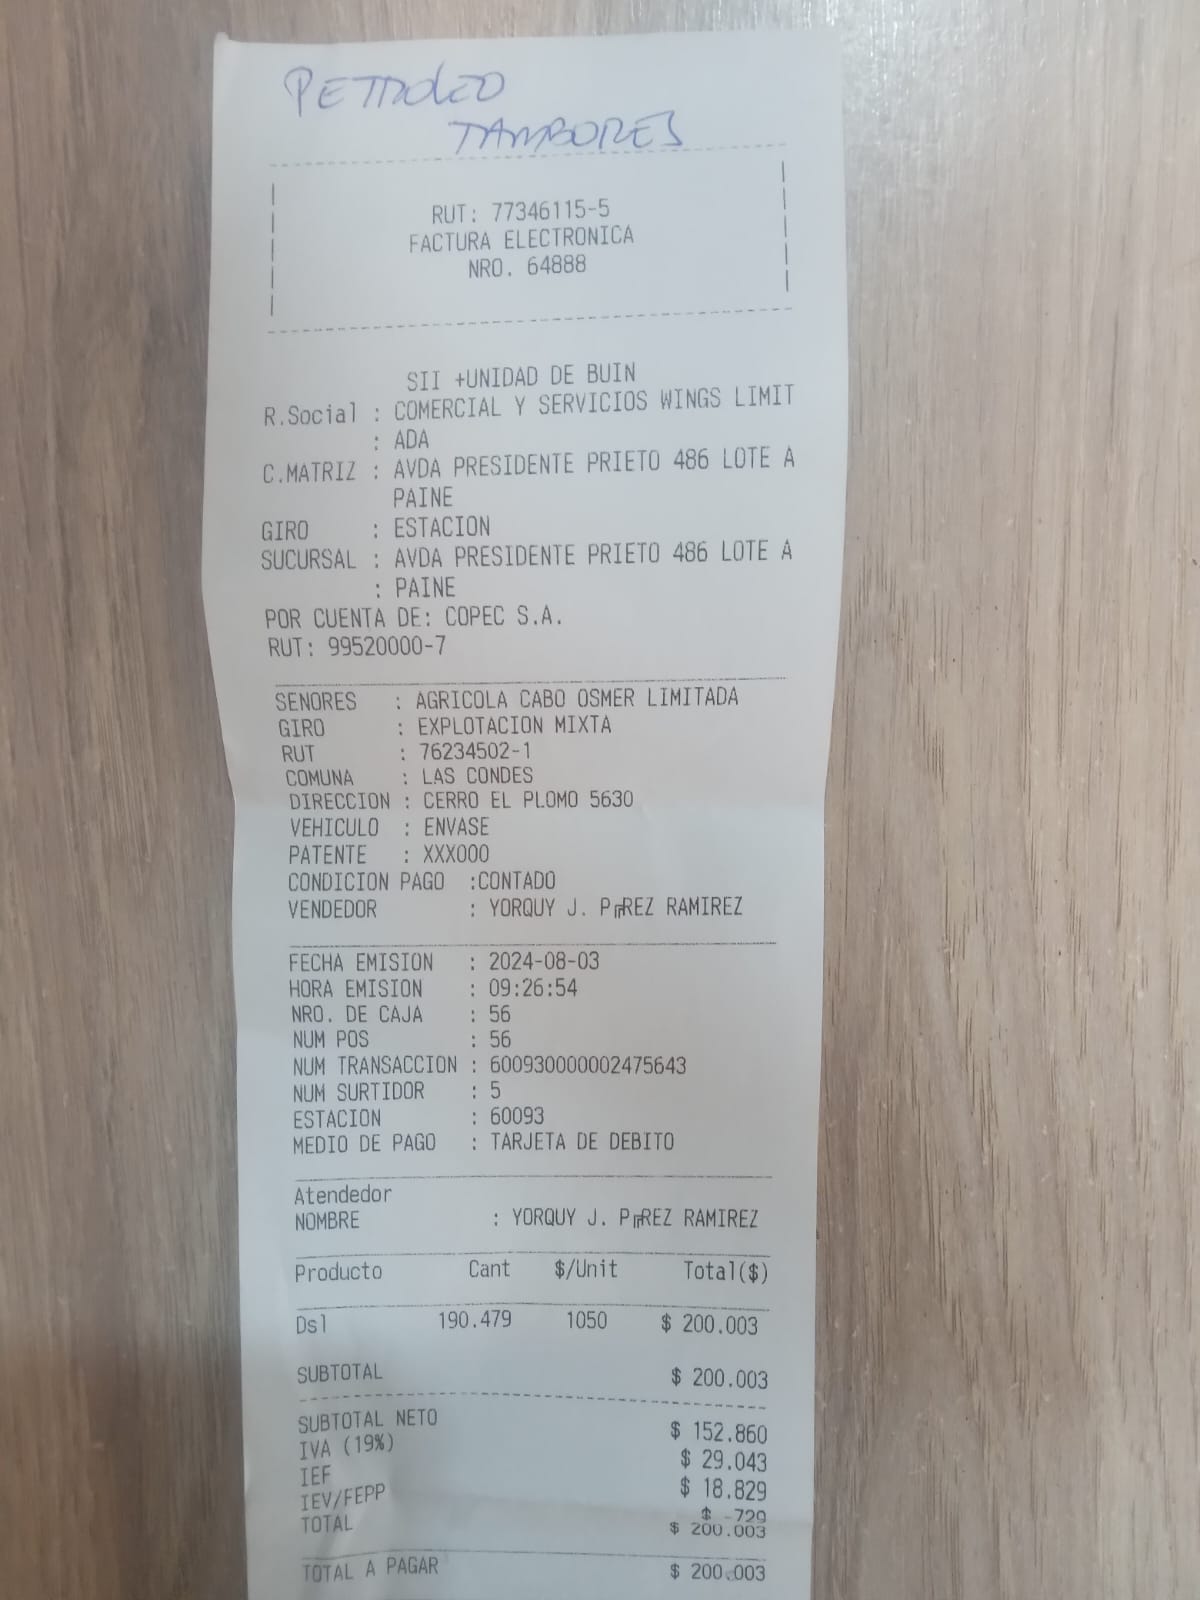 PETROLEO
TAMBORES
RUT: 77346115-5
FACTURA ELECTRONICA
NRO. 64888
SII +UNIDAD DE BUIN
R.Social : COMERCIAL Y SERVICIOS WINGS LIMIT
: ADA
C.MATRIZ : AVDA PRESIDENTE PRIETO 486 LOTE A
PAINE
GIRO : ESTACION
SUCURSAL : AVDA PRESIDENTE PRIETO 486 LOTE A
: PAINE
POR CUENTA DE: COPEC S.A.
RUT: 99520000-7
SENORES : AGRICOLA CABO OSMER LIMITADA
GIRO : EXPLOTACION MIXTA
RUT : 76234502-1
COMUNA : LAS CONDES
DIRECCION : CERRO EL PLOMO 5630
VEHICULO : ENVASE
PATENTE : XXX000
CONDICION PAGO :CONTADO
VENDEDOR : YORQUY J. P╔REZ RAMIREZ
FECHA EMISION : 2024-08-03
HORA EMISION : 09:26:54
NRO. DE CAJA : 56
NUM POS : 56
NUM TRANSACCION : 600930000002475643
NUM SURTIDOR : 5
ESTACION : 60093
MEDIO DE PAGO : TARJETA DE DEBITO
Atendedor
NOMBRE : YORQUY J. P╔REZ RAMIREZ
Producto Cant $/Unit Total($)
Dsl 190.479 1050 $ 200.003
SUBTOTAL $ 200.003
SUBTOTAL NETO $ 152.860
IVA (19%) $ 29.043
IEF $ 18.829
IEV/FEPP $ -729
TOTAL $ 200.003
TOTAL A PAGAR $ 200.003